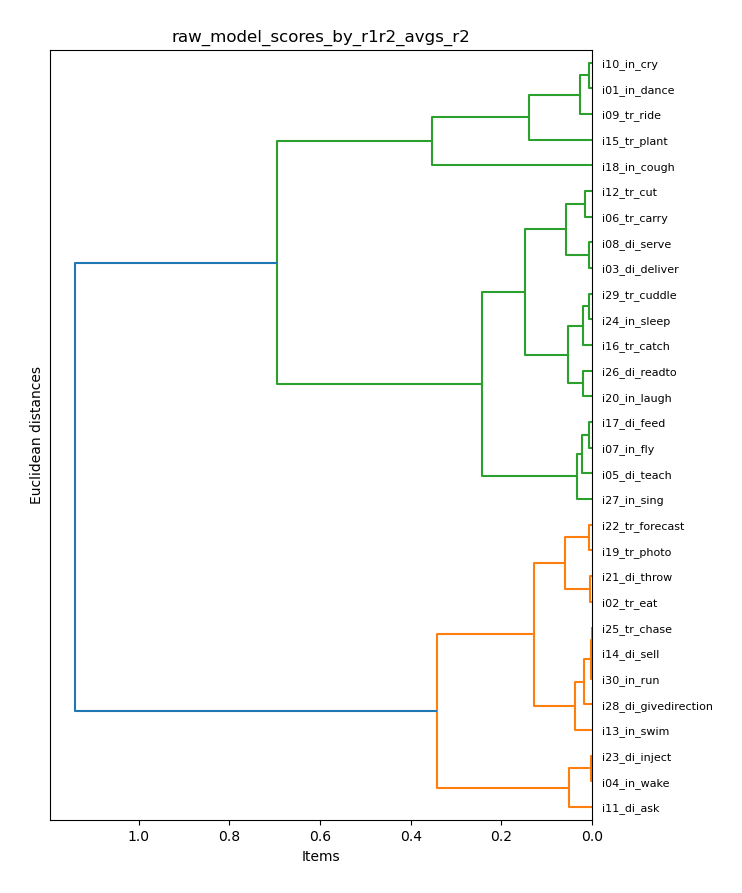 raw_model_scores_by_r1r2_avgs_r2
i10_in_cry
i01_in_dance
i09_tr_ride
i15_tr_plant
i18_in_cough
i12_tr_cut
i06_tr_carry
i08_di_serve
i03_di_deliver
i29_tr_cuddle
i24_in_sleep
i16_tr_catch
i26_di_readto
i20_in_laugh
i17_di_feed
i07_in_fly
i05_di_teach
i27_in_sing
i22_tr_forecast
i19_tr_photo
i21_di_throw
i02_tr_eat
i25_tr_chase
i14_di_sell
i30_in_run
i28_di_givedirection
i13_in_swim
i23_di_inject
i04_in_wake
i11_di_ask
Euclidean distances
1.0 0.8 0.6 0.4 0.2 0.0
Items